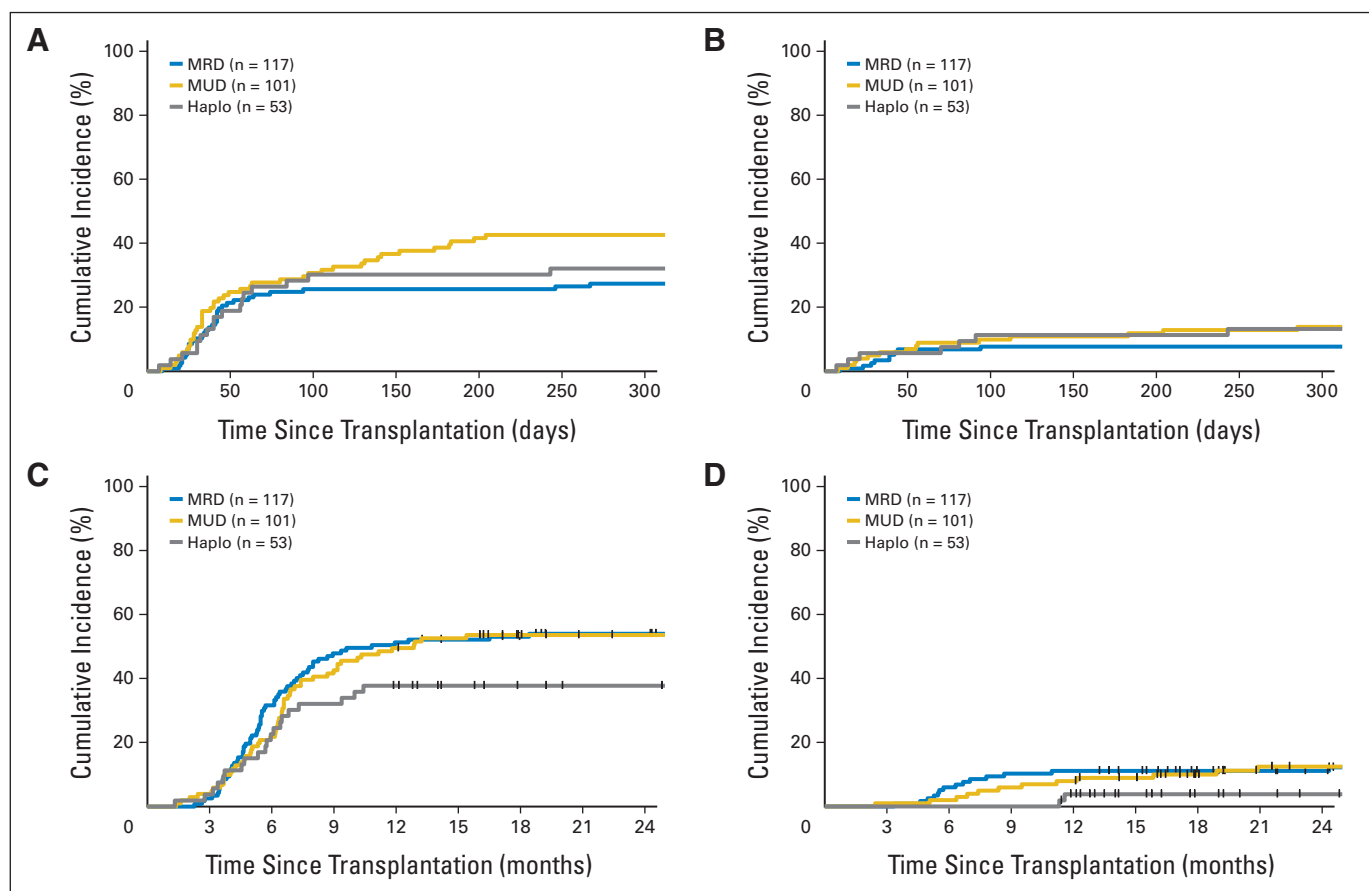 A
Cumulative Incidence (%)
100
80
60
40
20
0
MRD (n = 117)
MUD (n = 101)
Haplo (n = 53)
50 100 150 200 250 300
Time Since Transplantation (days)
B
Cumulative Incidence (%)
100
80
60
40
20
0
MRD (n = 117)
MUD (n = 101)
Haplo (n = 53)
50 100 150 200 250 300
Time Since Transplantation (days)
C
Cumulative Incidence (%)
100
80
60
40
20
0
MRD (n = 117)
MUD (n = 101)
Haplo (n = 53)
3 6 9 12 15 18 21 24
Time Since Transplantation (months)
D
Cumulative Incidence (%)
100
80
60
40
20
0
MRD (n = 117)
MUD (n = 101)
Haplo (n = 53)
3 6 9 12 15 18 21 24
Time Since Transplantation (months)